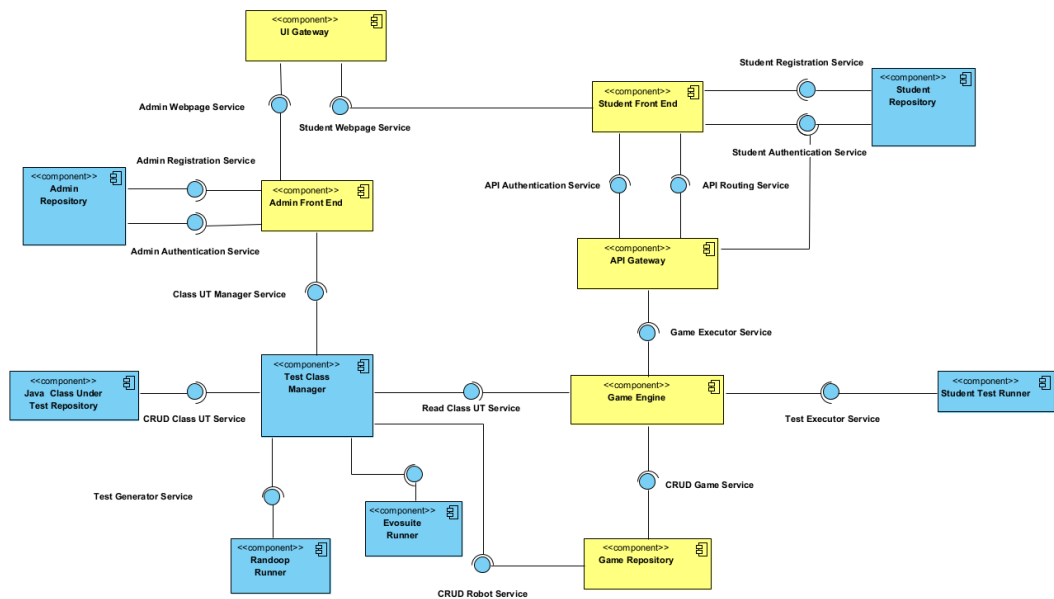 <<component>>
UI Gateway
Student Registration Service
<<component>>
Student
Repository
<<component>>
Student Front End
Admin Webpage Service
Student Webpage Service
Student Authentication Service
Admin Registration Service
<<component>>
Admin
Repository
<<component>>
Admin Front End
API Authentication Service
API Routing Service
Admin Authentication Service
<<component>>
API Gateway
Class UT Manager Service
Game Executor Service
<<component>>
Test Class
Manager
<<component>>
Java Class Under
Test Repository
<<component>>
Game Engine
<<component>>
Student Test Runner
CRUD Class UT Service
Read Class UT Service
Test Executor Service
Test Generator Service
CRUD Game Service
<<component>>
Evosuite
Runner
<<component>>
Randoop
Runner
<<component>>
Game Repository
CRUD Robot Service